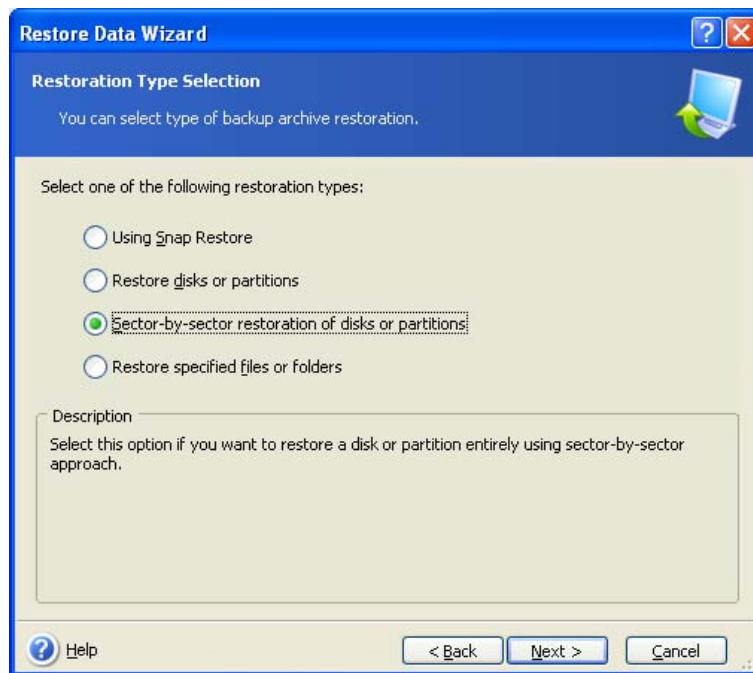 Restore Data Wizard
Restoration Type Selection
You can select type of backup archive restoration.
Select one of the following restoration types:
Using Snap Restore
Restore disks or partitions
Sector-by-sector restoration of disks or partitions
Restore specified files or folders
Description
Select this option if you want to restore a disk or partition entirely using sector-by-sector
approach.
Help
< Back
Next >
Cancel